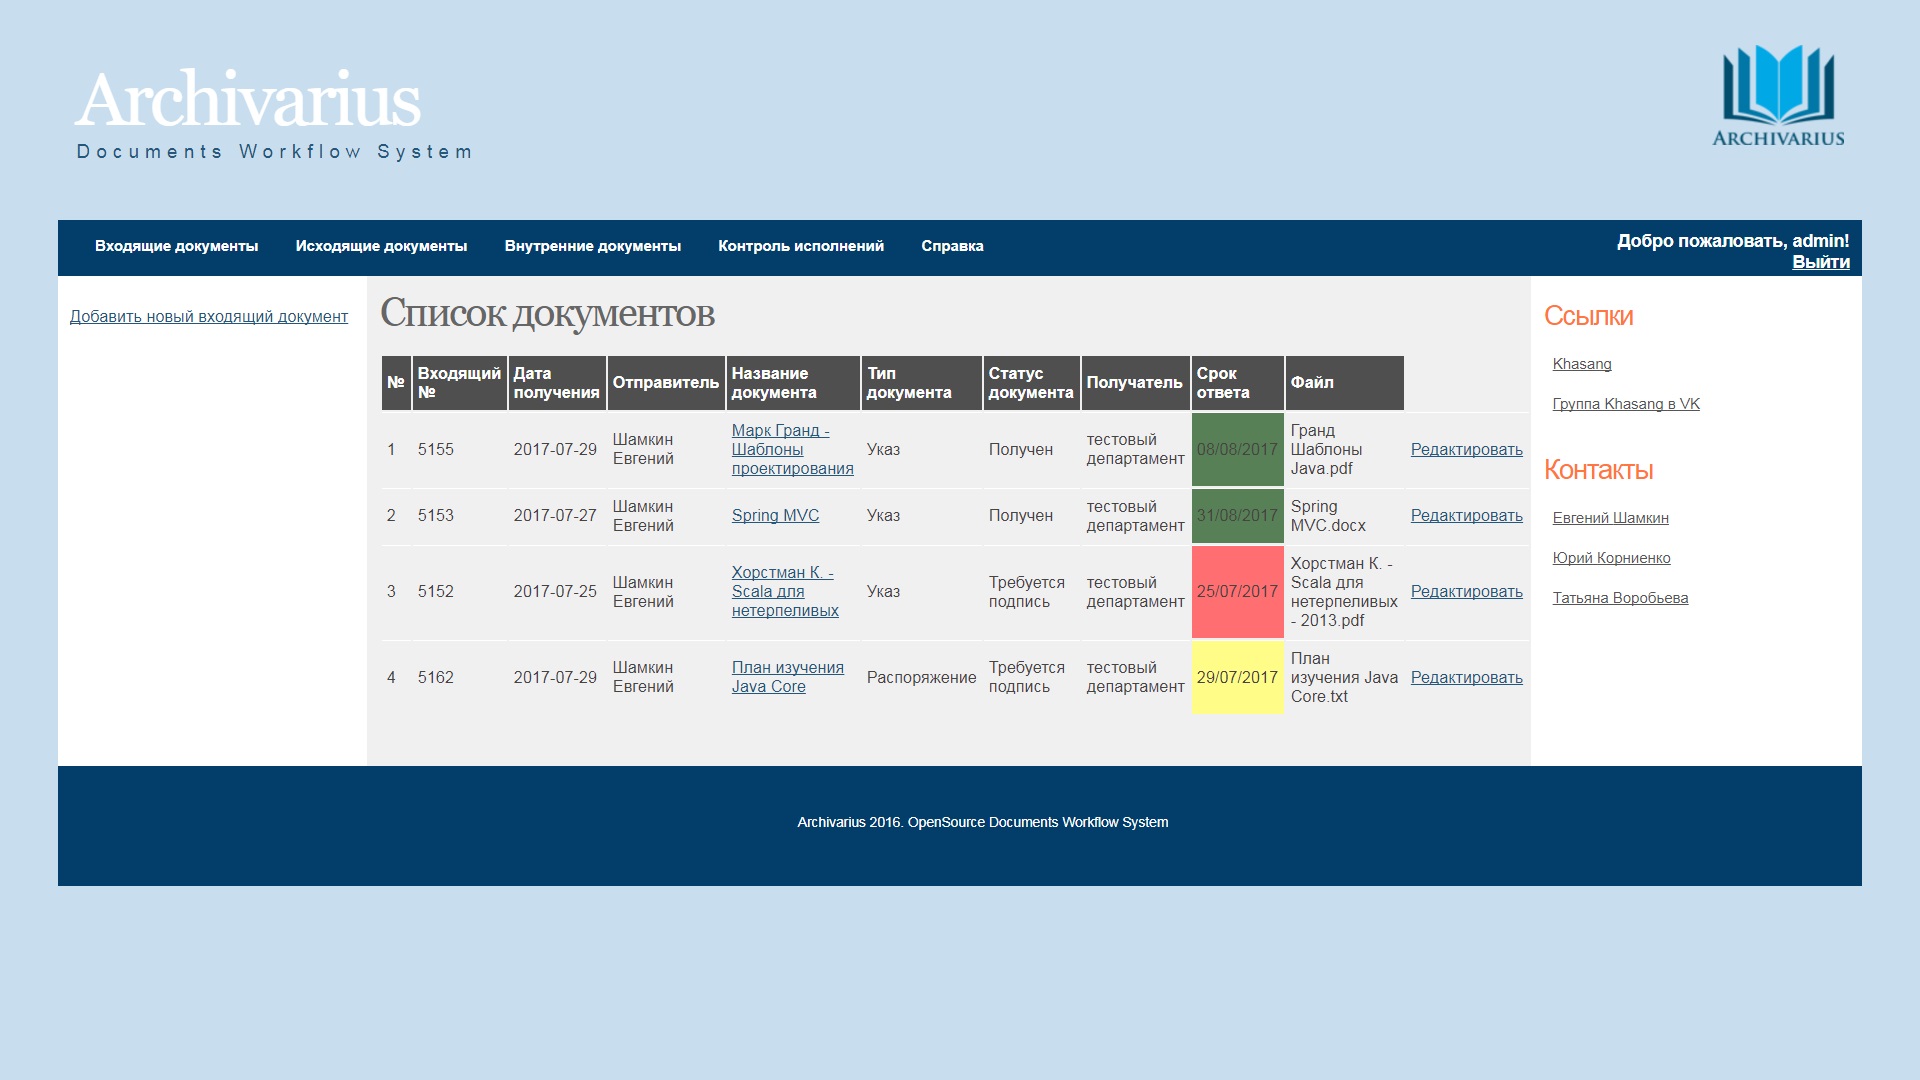 Archivarius
Documents Workflow System
ARCHIVARIUS
Входящие документы Исходящие документы Внутренние документы Контроль исполнений Справка
Добро пожаловать, admin!
Выйти
Добавить новый входящий документ
Список документов
№ Входящий № Дата получения Отправитель Название документа Тип документа Статус документа Получатель Срок ответа Файл
1 5155 2017-07-29 Шамкин Евгений Марк Гранд - Шаблоны проектирования Указ Получен тестовый департамент 08/08/2017 Гранд Шаблоны Java.pdf Редактировать
2 5153 2017-07-27 Шамкин Евгений Spring MVC Указ Получен тестовый департамент 31/08/2017 Spring MVC.docx Редактировать
3 5152 2017-07-25 Шамкин Евгений Хорстман К. - Scala для нетерпеливых Указ Требуется подпись тестовый департамент 25/07/2017 Хорстман К. - Scala для нетерпеливых - 2013.pdf Редактировать
4 5162 2017-07-29 Шамкин Евгений План изучения Java Core Распоряжение Требуется подпись тестовый департамент 29/07/2017 План изучения Java Core.txt Редактировать
Ссылки
Khasang
Группа Khasang в VK
Контакты
Евгений Шамкин
Юрий Корниенко
Татьяна Воробьева
Archivarius 2016. OpenSource Documents Workflow System